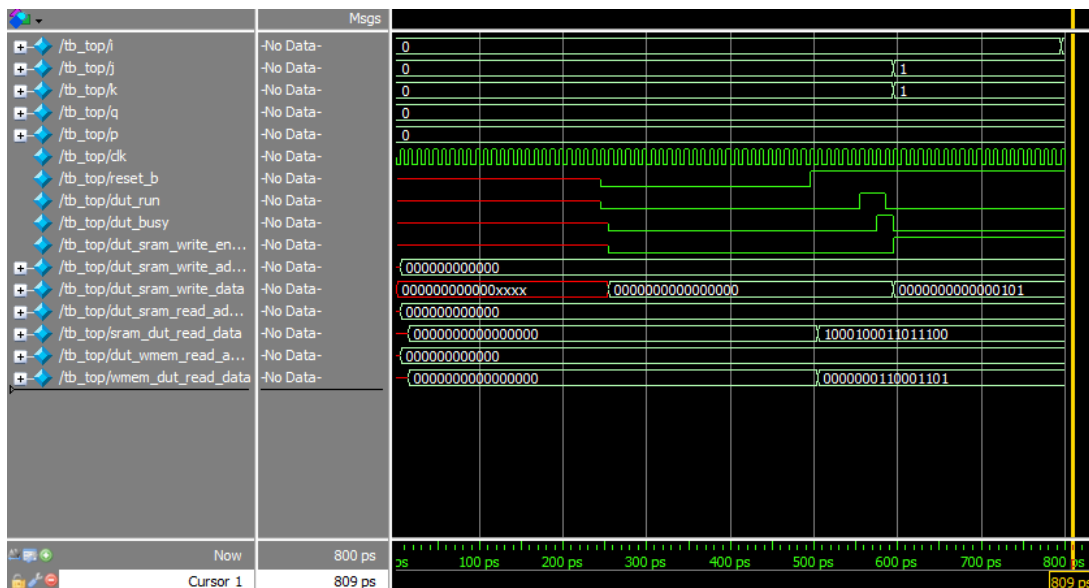 Msgs
/tb_top/i -No Data- 0
/tb_top/j -No Data- 0 1
/tb_top/k -No Data- 0 1
/tb_top/q -No Data- 0
/tb_top/p -No Data- 0
/tb_top/clk -No Data-
/tb_top/reset_b -No Data-
/tb_top/dut_run -No Data-
/tb_top/dut_busy -No Data-
/tb_top/dut_sram_write_en... -No Data-
/tb_top/dut_sram_write_ad... -No Data- 000000000000
/tb_top/dut_sram_write_data -No Data- 000000000000xxxx 0000000000000000 0000000000000101
/tb_top/dut_sram_read_ad... -No Data- 000000000000
/tb_top/sram_dut_read_data -No Data- 0000000000000000 1000100011011100
/tb_top/dut_wmem_read_a... -No Data- 000000000000
/tb_top/wmem_dut_read_data -No Data- 0000000000000000 0000000110001101
Now 800 ps ps 100 ps 200 ps 300 ps 400 ps 500 ps 600 ps 700 ps 800 ps
Cursor 1 809 ps 809 ps